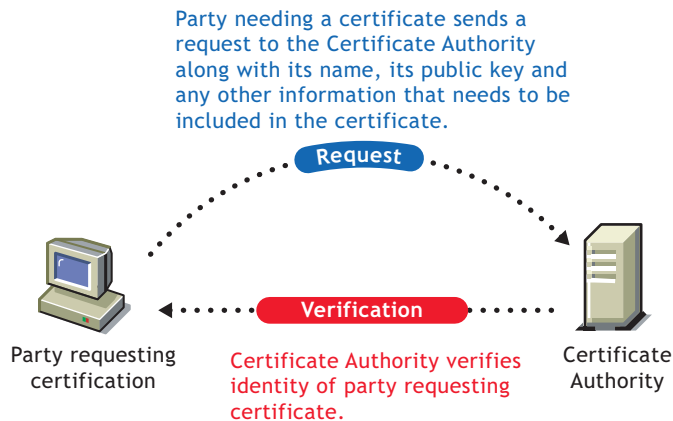 Party needing a certificate sends a
request to the Certificate Authority
along with its name, its public key and
any other information that needs to be
included in the certificate.
Request
Verification
Party requesting
certification
Certificate Authority verifies
identity of party requesting
certificate.
Certificate
Authority